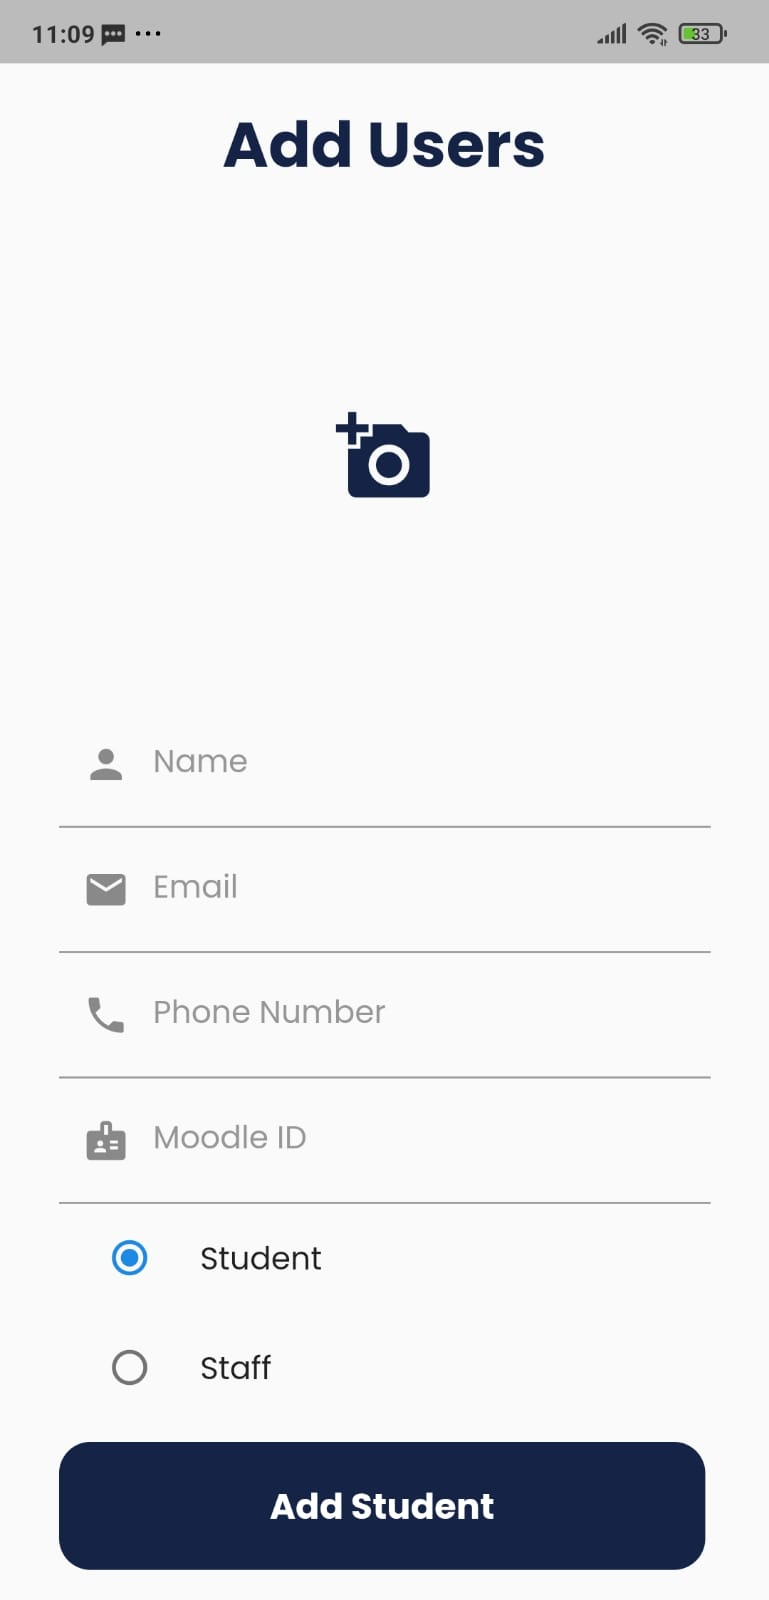 11:09
33
Add Users
Name
Email
Phone Number
Moodle ID
Student
Staff
Add Student